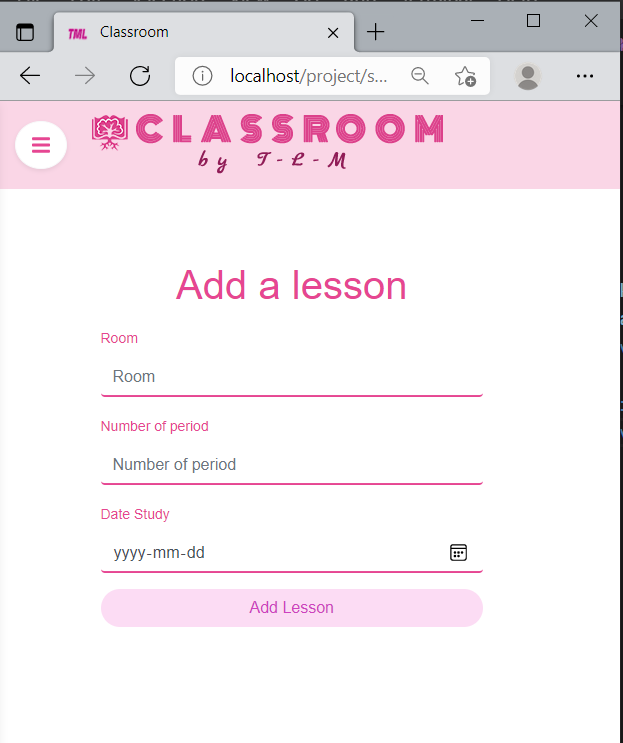 TML Classroom
localhost/project/s...
CLASSROOM
by T-L-M
Add a lesson
Room
Room
Number of period
Number of period
Date Study
yyyy-mm-dd
Add Lesson